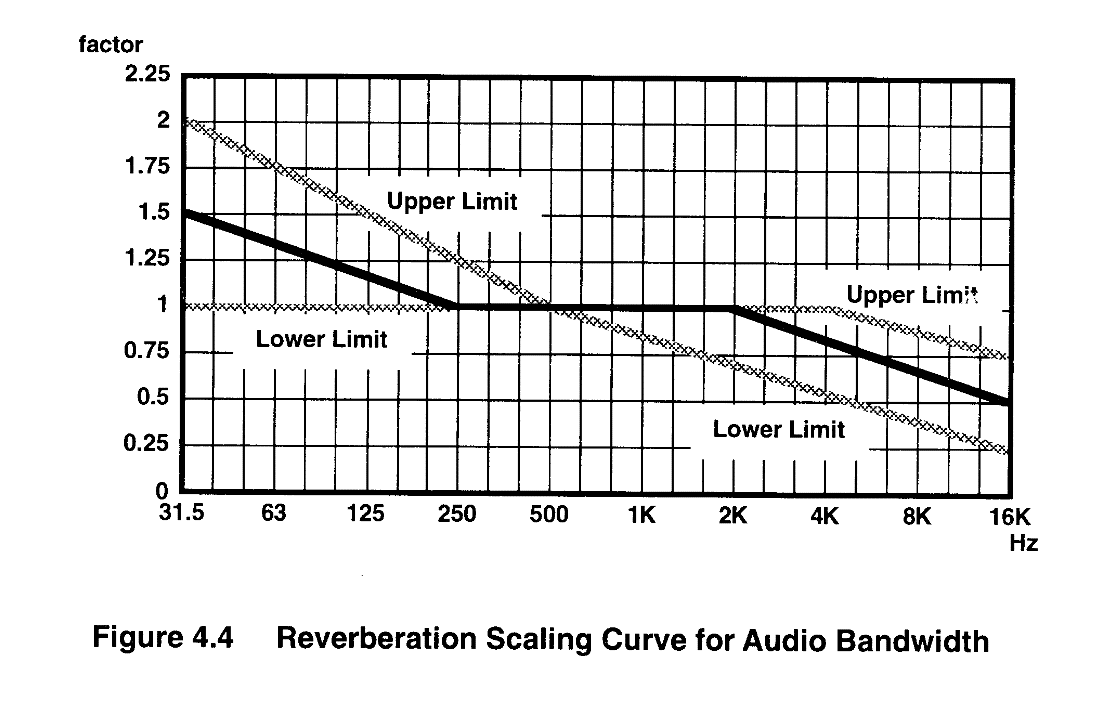 factor
2.25
2
1.75
1.5
1.25
1
0.75
0.5
0.25
0
Upper Limit
Upper Limit
Lower Limit
Lower Limit
31.5 63 125 250 500 1K 2K 4K 8K 16K
Hz
Figure 4.4 Reverberation Scaling Curve for Audio Bandwidth